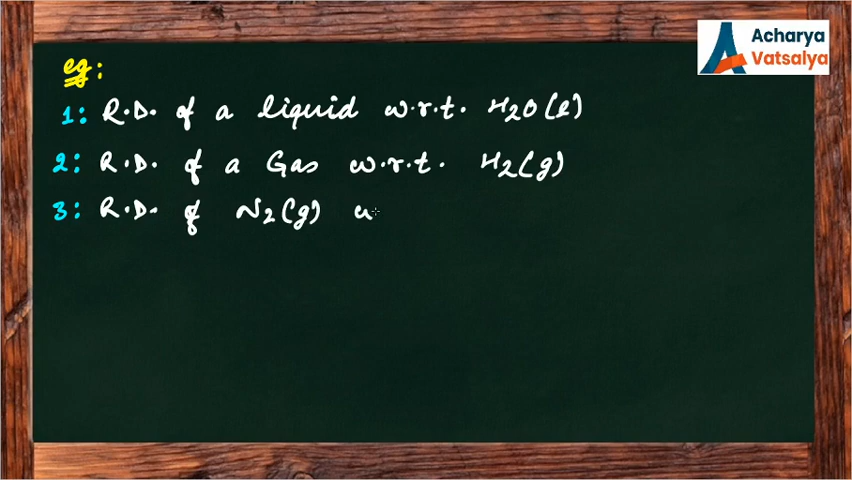 Acharya
Vatsalya
eg:
1: R.D. of a liquid w.r.t. H2O(l)
2: R.D. of a Gas w.r.t. H2(g)
3: R.D. of N2(g)